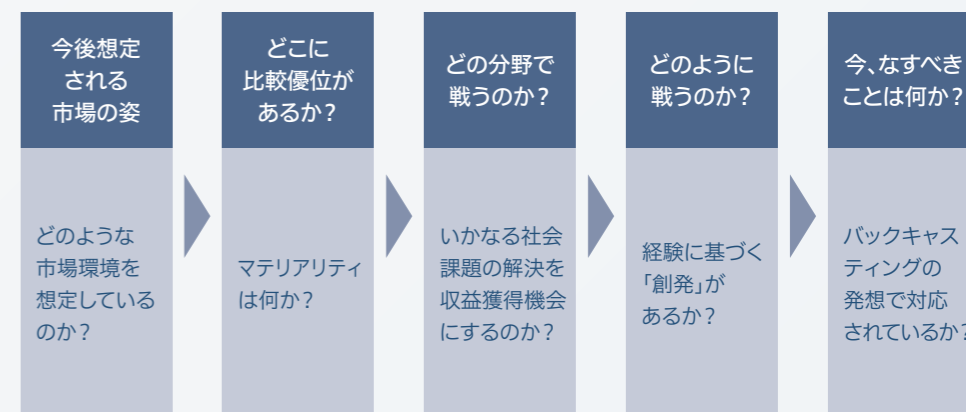 今後想定
される
市場の姿
どのような
市場環境を
想定している
のか？
どこに
比較優位が
あるか？
マテリアリティ
は何か？
どの分野で
戦うのか？
いかなる社会
課題の解決を
収益獲得機会
にするのか？
どのように
戦うのか？
経験に基づく
「創発」が
あるか？
今、なすべき
ことは何か？
バックキャス
ティングの
発想で対応
されているか？